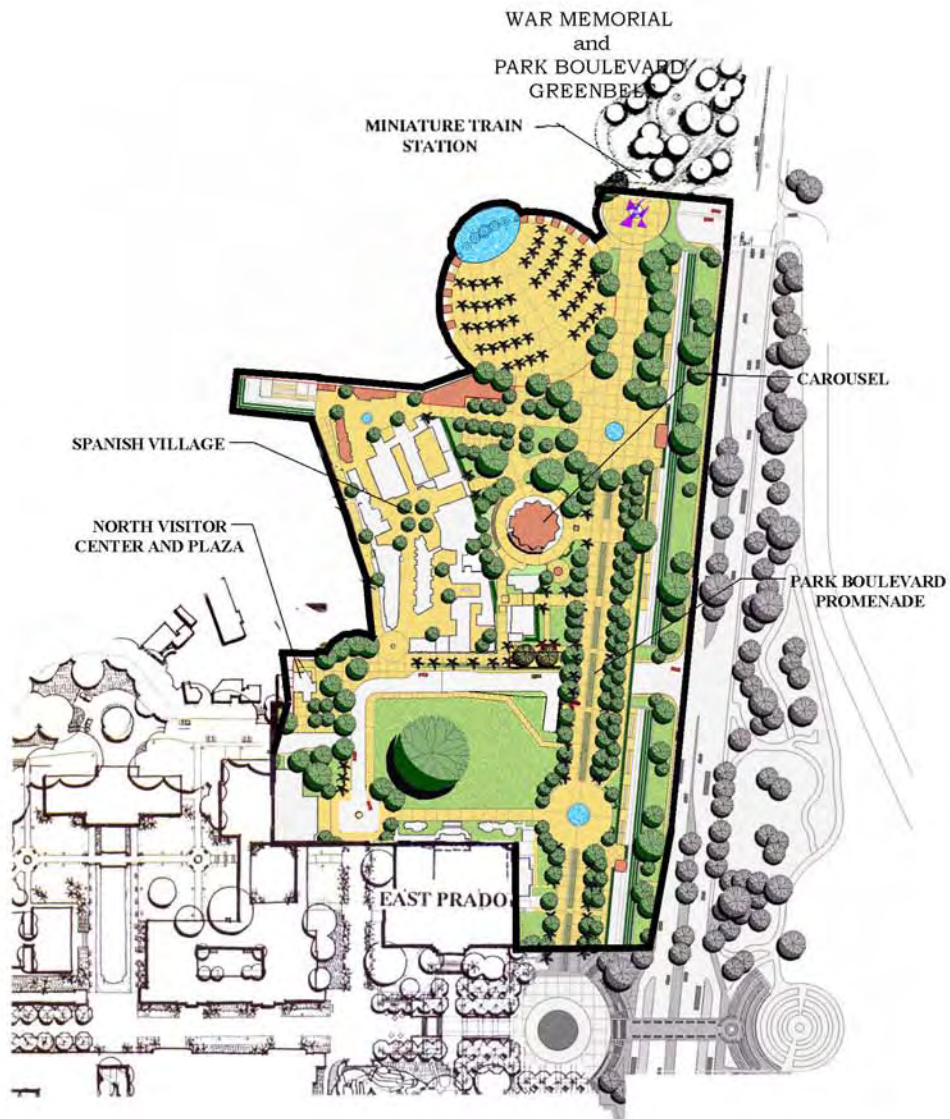 WAR MEMORIAL
and
PARK BOULEVARD
GREENBELT
MINIATURE TRAIN
STATION
CAROUSEL
SPANISH VILLAGE
NORTH VISITOR
CENTER AND PLAZA
PARK BOULEVARD
PROMENADE
EAST PRADO